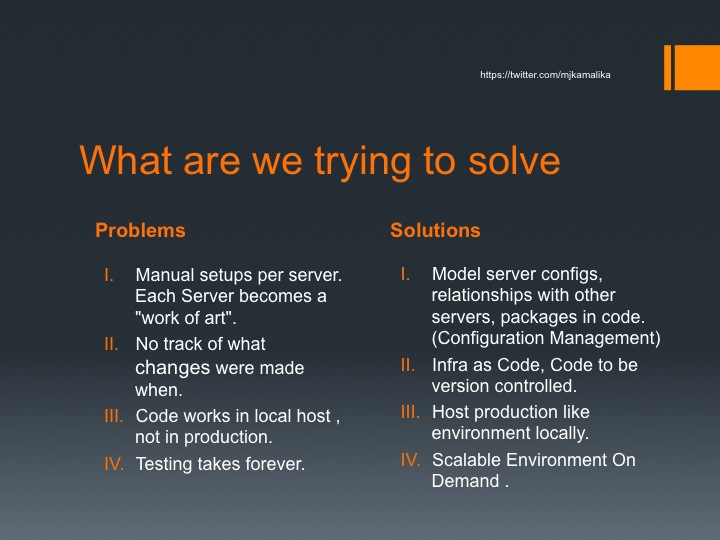 https://twitter.com/mjkamalika
What are we trying to solve
Problems
I. Manual setups per server.
Each Server becomes a
"work of art".
II. No track of what
changes were made
when.
III. Code works in local host ,
not in production.
IV. Testing takes forever.
Solutions
I. Model server configs,
relationships with other
servers, packages in code.
(Configuration Management)
II. Infra as Code, Code to be
version controlled.
III. Host production like
environment locally.
IV. Scalable Environment On
Demand .